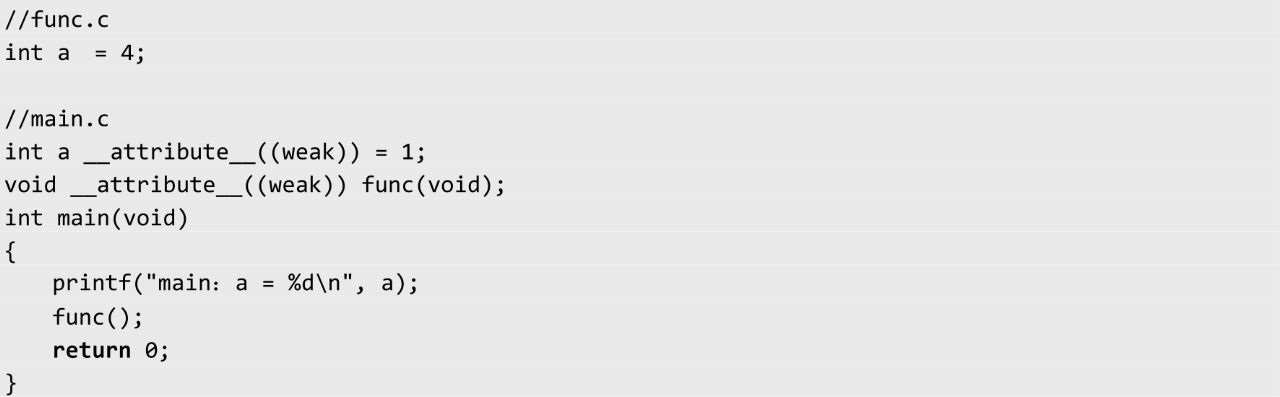 //func.c
int a  = 4;

//main.c
int a __attribute__((weak)) = 1;
void __attribute__((weak)) func(void);
int main(void)
{
    printf("main：a = %d\n", a);
    func();
    return 0;
}